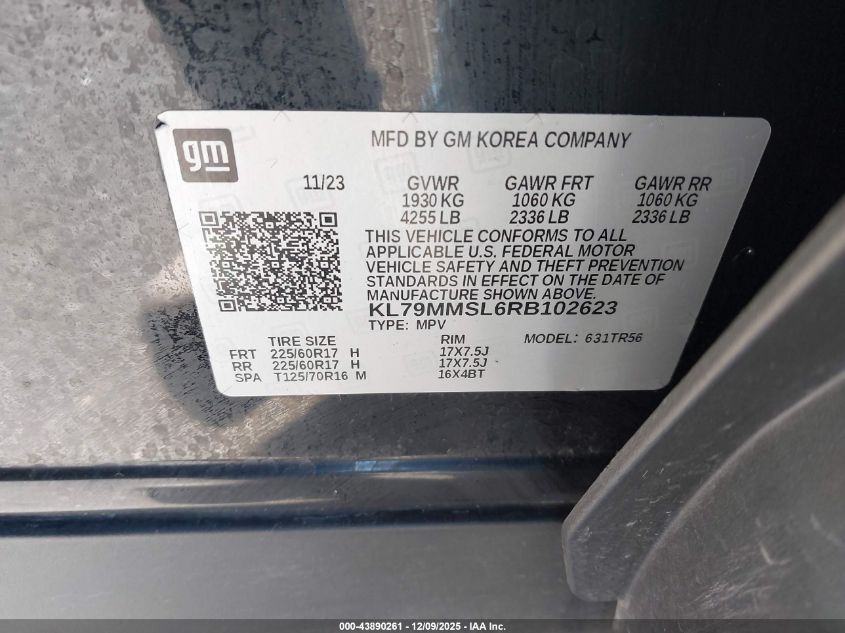 gm
MFD BY GM KOREA COMPANY
11/23 GVWR GAWR FRT GAWR RR
1930 KG 1060 KG 1060 KG
4255 LB 2336 LB 2336 LB
THIS VEHICLE CONFORMS TO ALL
APPLICABLE U.S. FEDERAL MOTOR
VEHICLE SAFETY AND THEFT PREVENTION
STANDARDS IN EFFECT ON THE DATE OF
MANUFACTURE SHOWN ABOVE.
KL79MMSL6RB102623
TYPE: MPV
TIRE SIZE RIM MODEL: 631TR56
FRT 225/60R17 H 17X7.5J
RR 225/60R17 H 17X7.5J
SPA T125/70R16 M 16X4BT
000-43890261 - 12/09/2025 - IAA Inc.